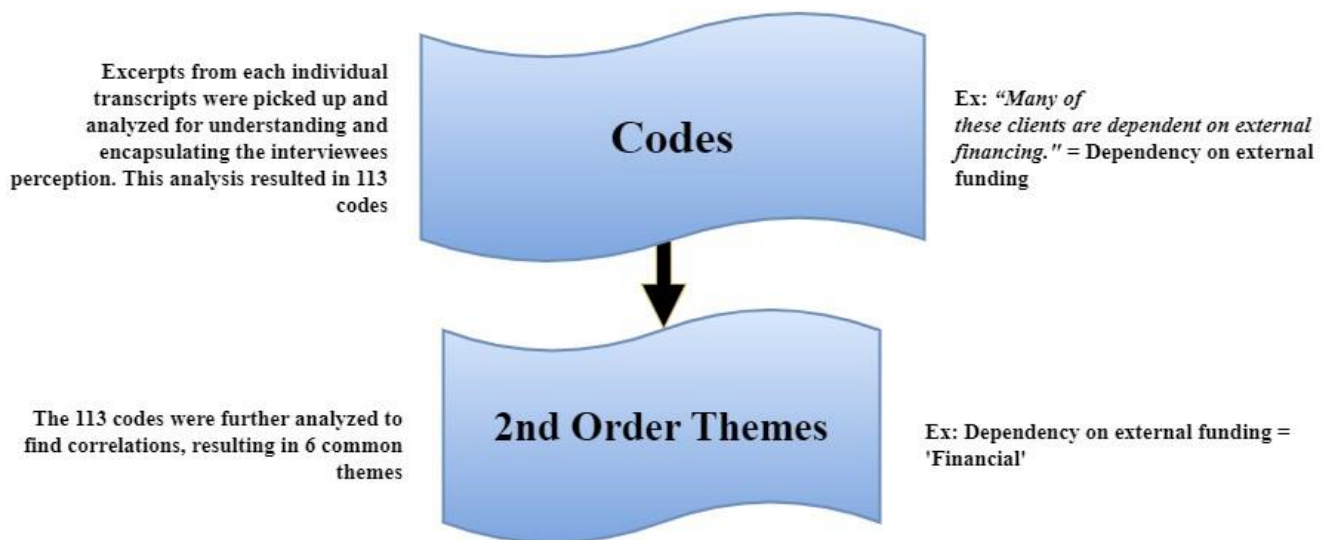 Excerpts from each individual
transcripts were picked up and
analyzed for understanding and
encapsulating the interviewees
perception. This analysis resulted in 113
codes
Codes
Ex: “Many of
these clients are dependent on external
financing." = Dependency on external
funding
The 113 codes were further analyzed to
find correlations, resulting in 6 common
themes
2nd Order Themes
Ex: Dependency on external funding =
'Financial'